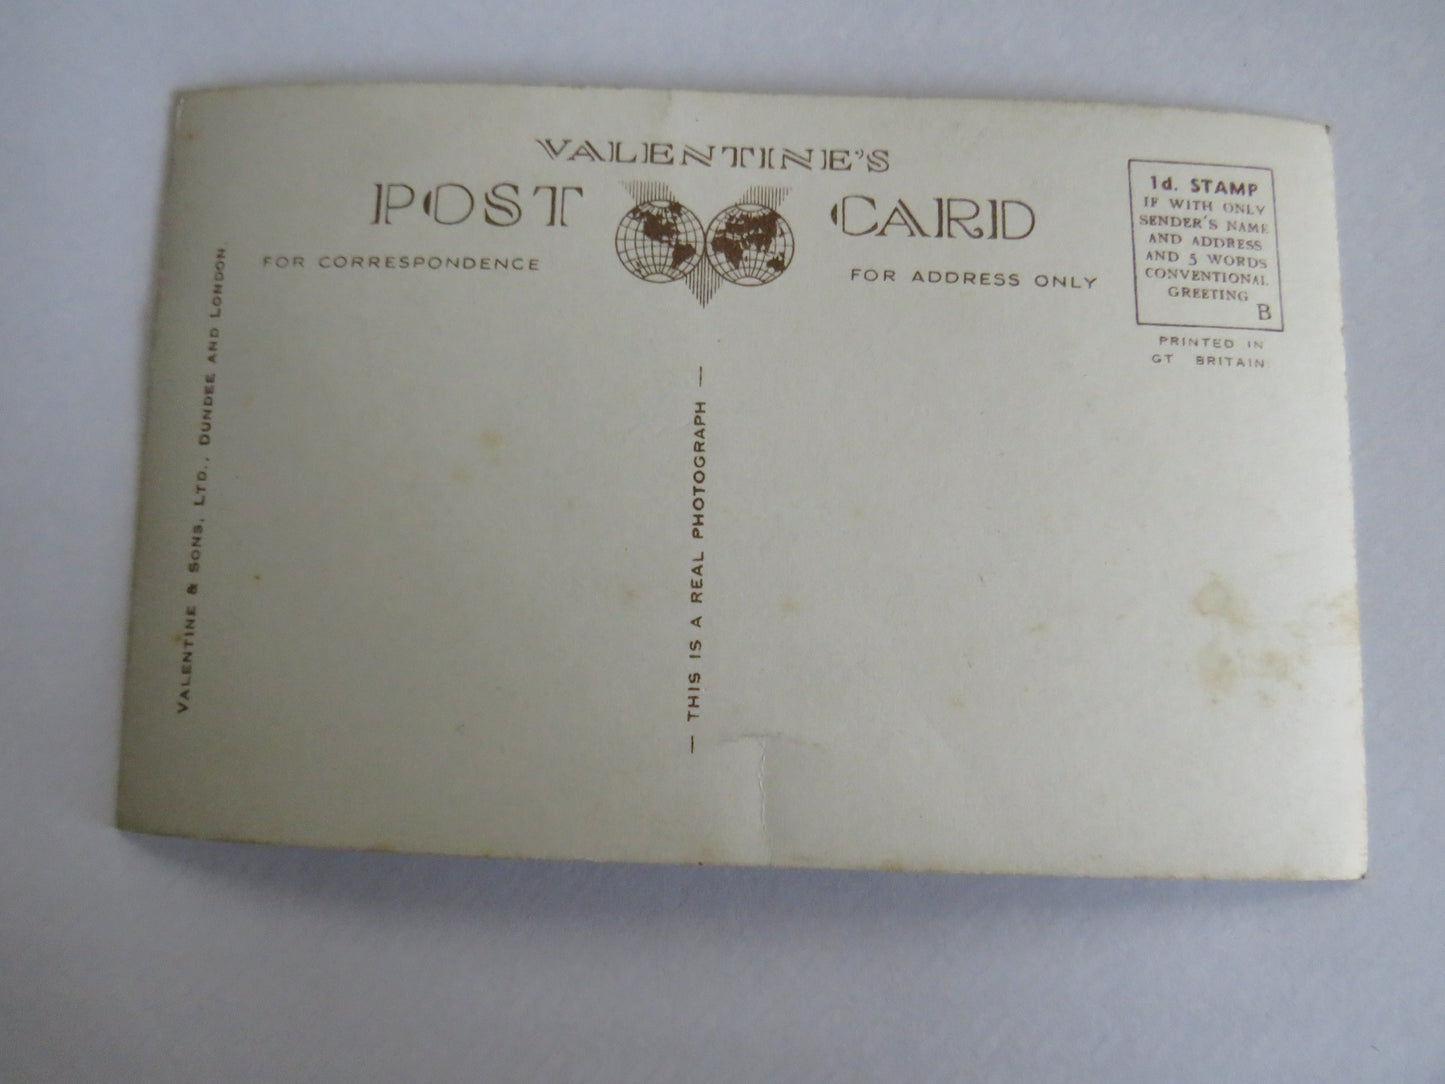 VALENTINE'S
POST CARD
FOR CORRESPONDENCE
FOR ADDRESS ONLY
1d. STAMP
IF WITH ONLY
SENDER'S NAME
AND ADDRESS
AND 5 WORDS
CONVENTIONAL
GREETING
B
PRINTED IN
GT BRITAIN
VALENTINE & SONS, LTD., DUNDEE AND LONDON.
— THIS IS A REAL PHOTOGRAPH —